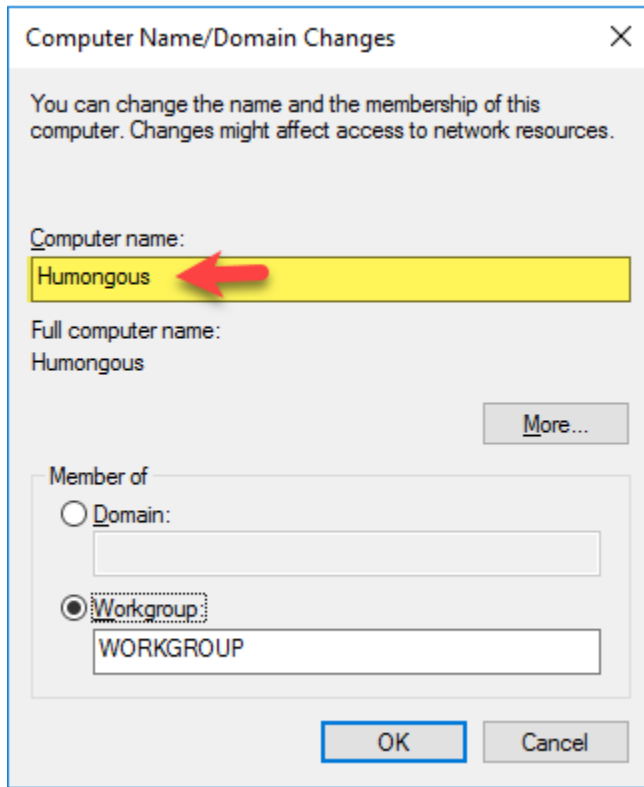 Computer Name/Domain Changes
You can change the name and the membership of this
computer. Changes might affect access to network resources.
Computer name:
Humongous
Full computer name:
Humongous
More...
Member of
Domain:
Workgroup:
WORKGROUP
OK
Cancel